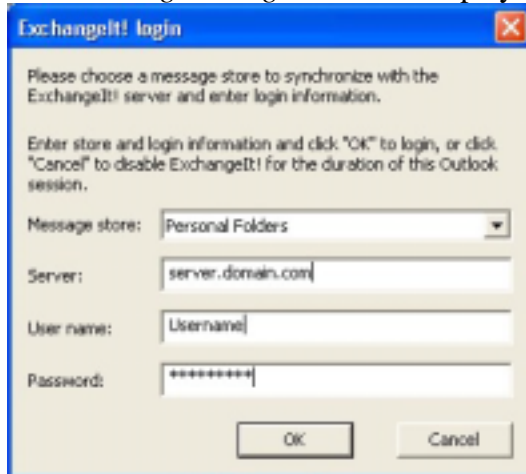 ExchangeIt! login
Please choose a message store to synchronize with the
ExchangeIt! server and enter login information.
Enter store and login information and click "OK" to login, or click
"Cancel" to disable ExchangeIt! for the duration of this Outlook
session.
Message store: Personal Folders
Server: server.domain.com
User name: Username
Password: *********
OK Cancel